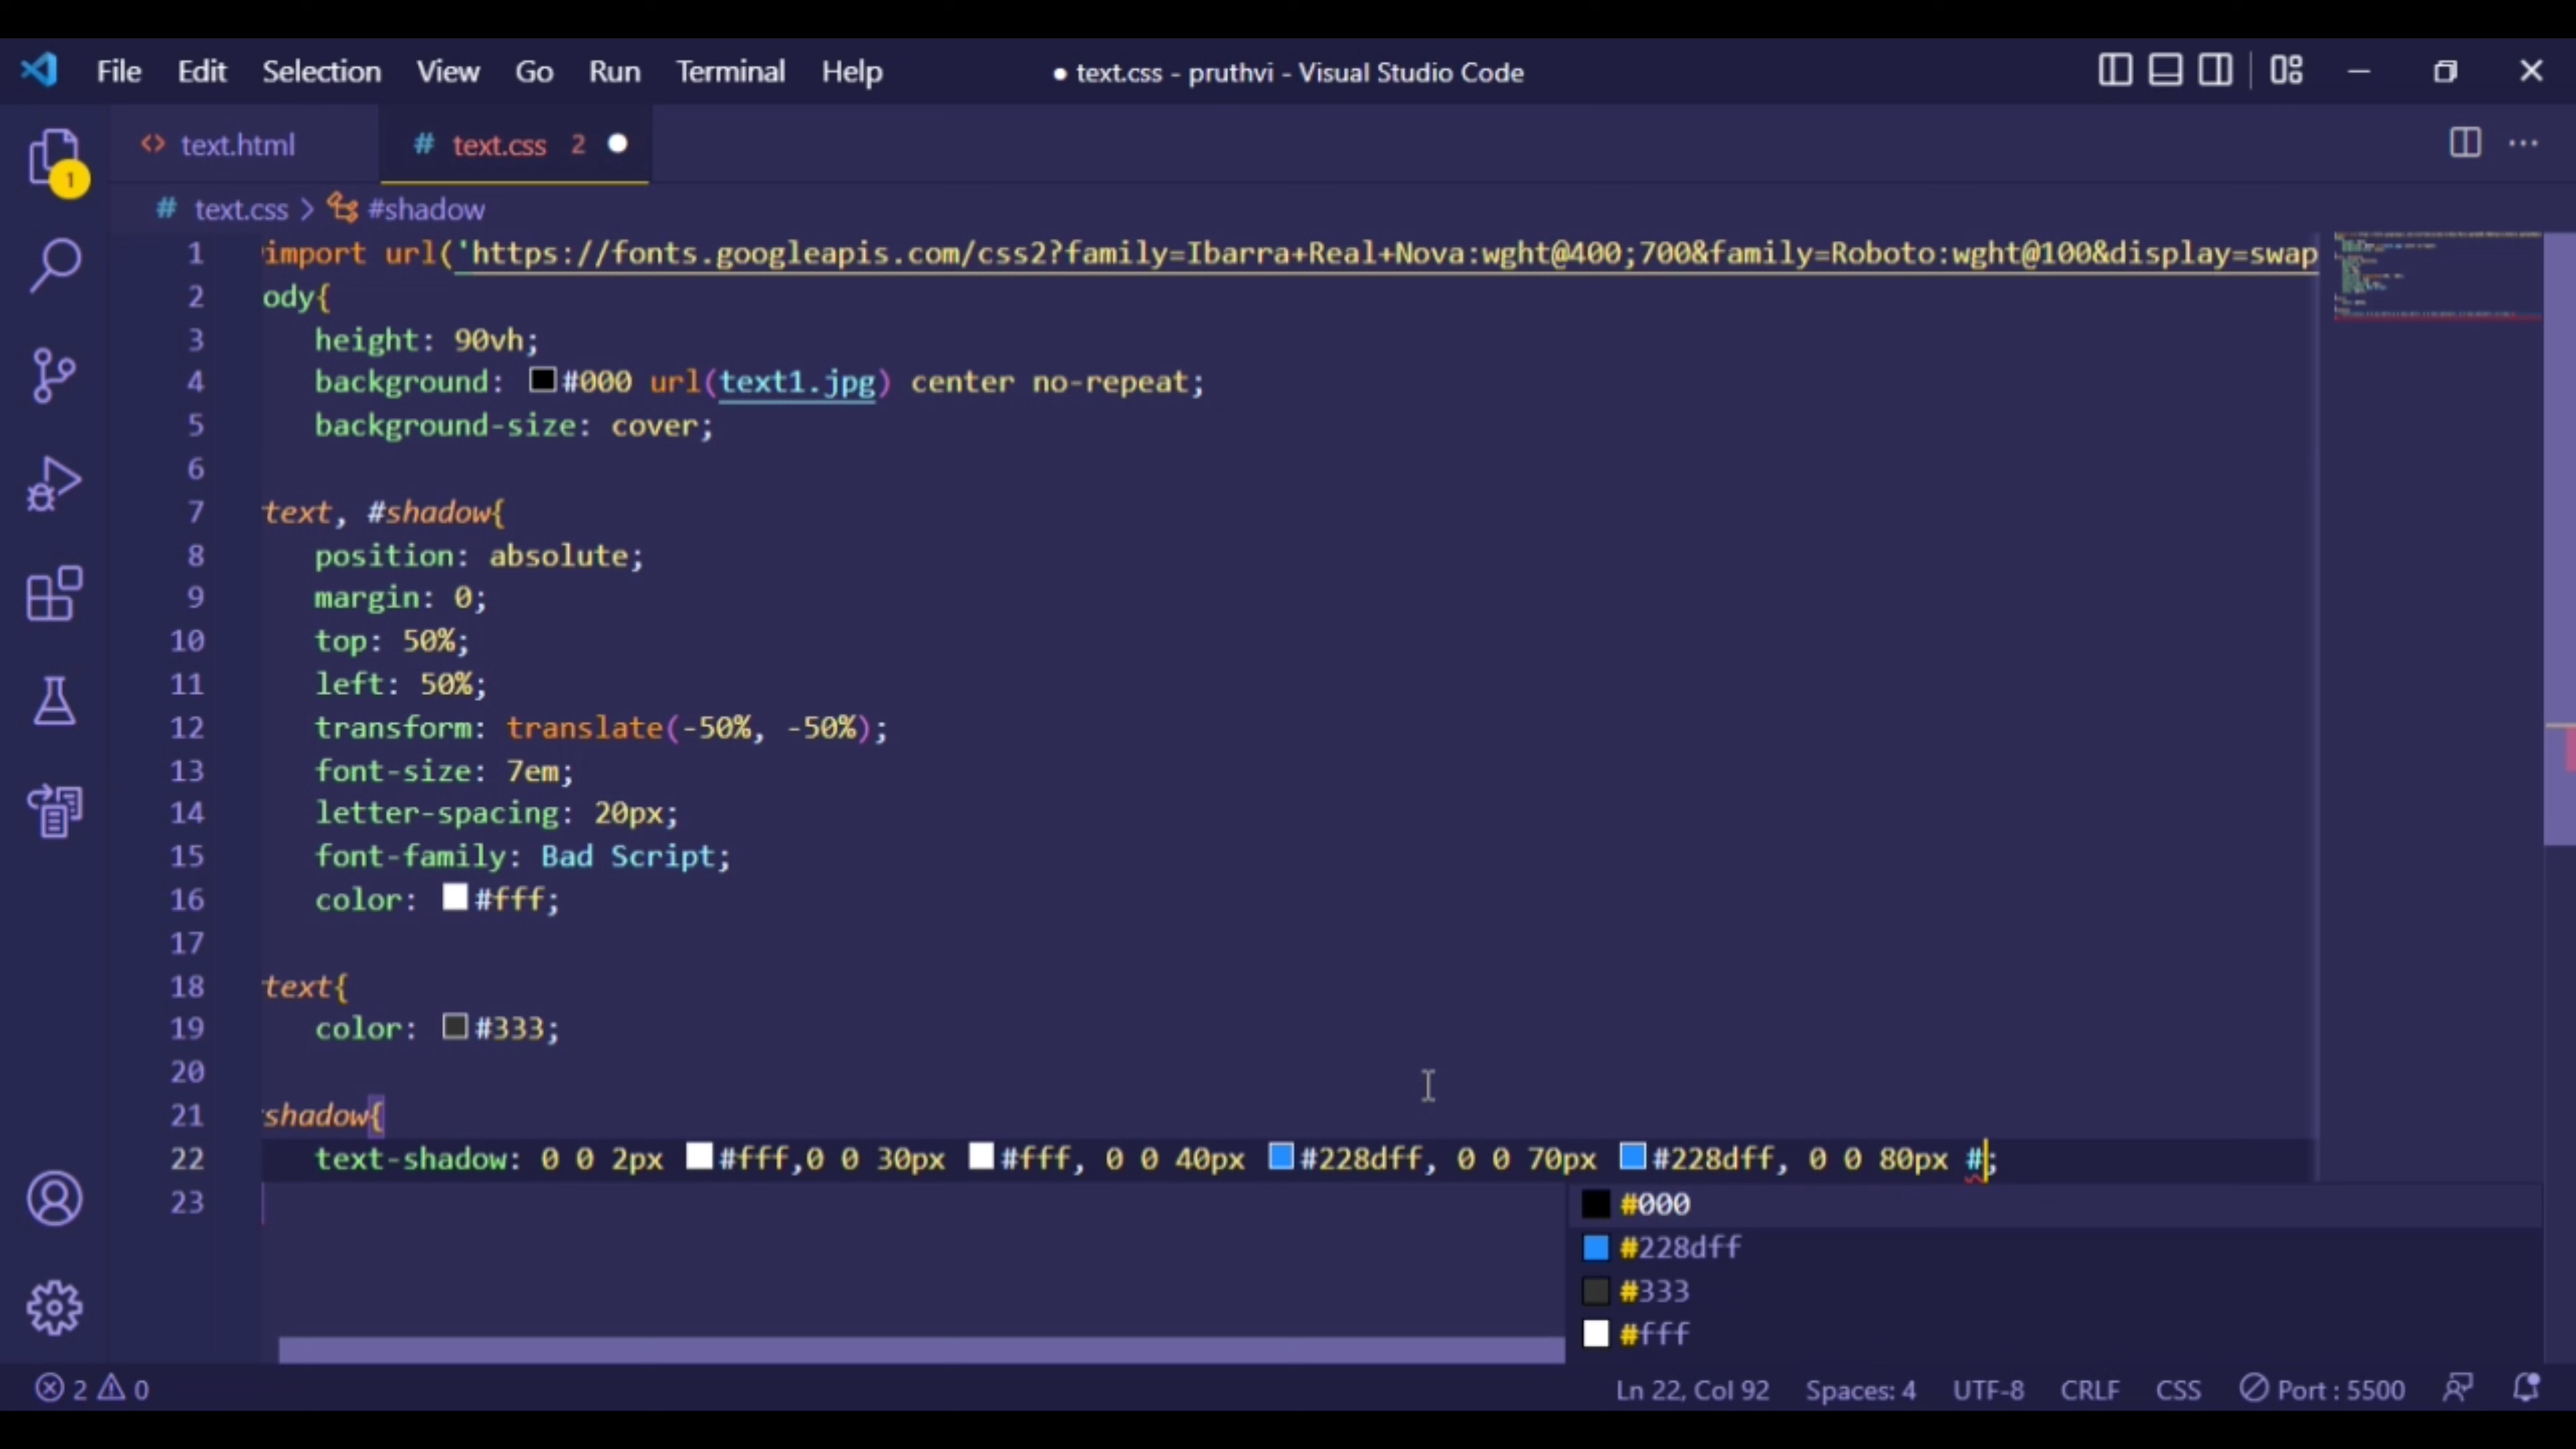 File Edit Selection View Go Run Terminal Help ● text.css - pruthvi - Visual Studio Code
text.html # text.css 2
1
# text.css > #shadow
1 import url('https://fonts.googleapis.com/css2?family=Ibarra+Real+Nova:wght@400;700&family=Roboto:wght@100&display=swap
2 ody{
3 height: 90vh;
4 background: #000 url(text1.jpg) center no-repeat;
5 background-size: cover;
6
7 text, #shadow{
8 position: absolute;
9 margin: 0;
10 top: 50%;
11 left: 50%;
12 transform: translate(-50%, -50%);
13 font-size: 7em;
14 letter-spacing: 20px;
15 font-family: Bad Script;
16 color: #fff;
17
18 text{
19 color: #333;
20
21 shadow{
22 text-shadow: 0 0 2px #fff,0 0 30px #fff, 0 0 40px #228dff, 0 0 70px #228dff, 0 0 80px #;
23
#000
#228dff
#333
#fff
2 0 Ln 22, Col 92 Spaces: 4 UTF-8 CRLF CSS Port : 5500